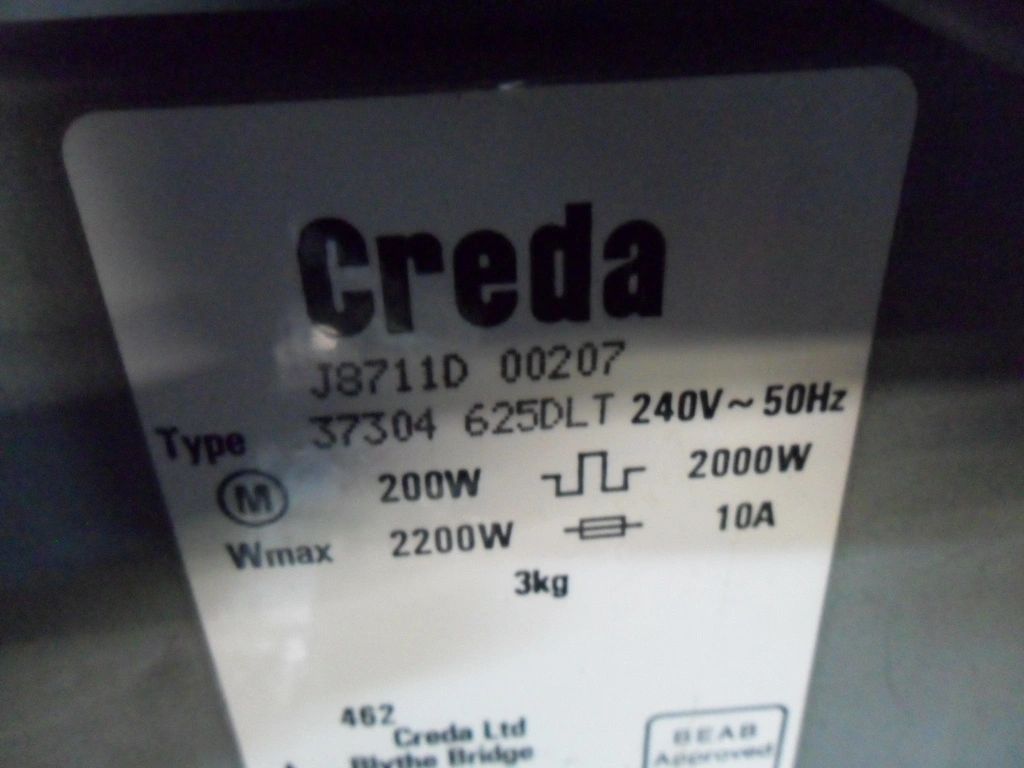 Creda
J8711D 00207
Type 37304 625DLT 240V~50Hz
M 200W 2000W
Wmax 2200W 10A
3kg
462
Creda Ltd
Blythe Bridge
BEAB
Approved